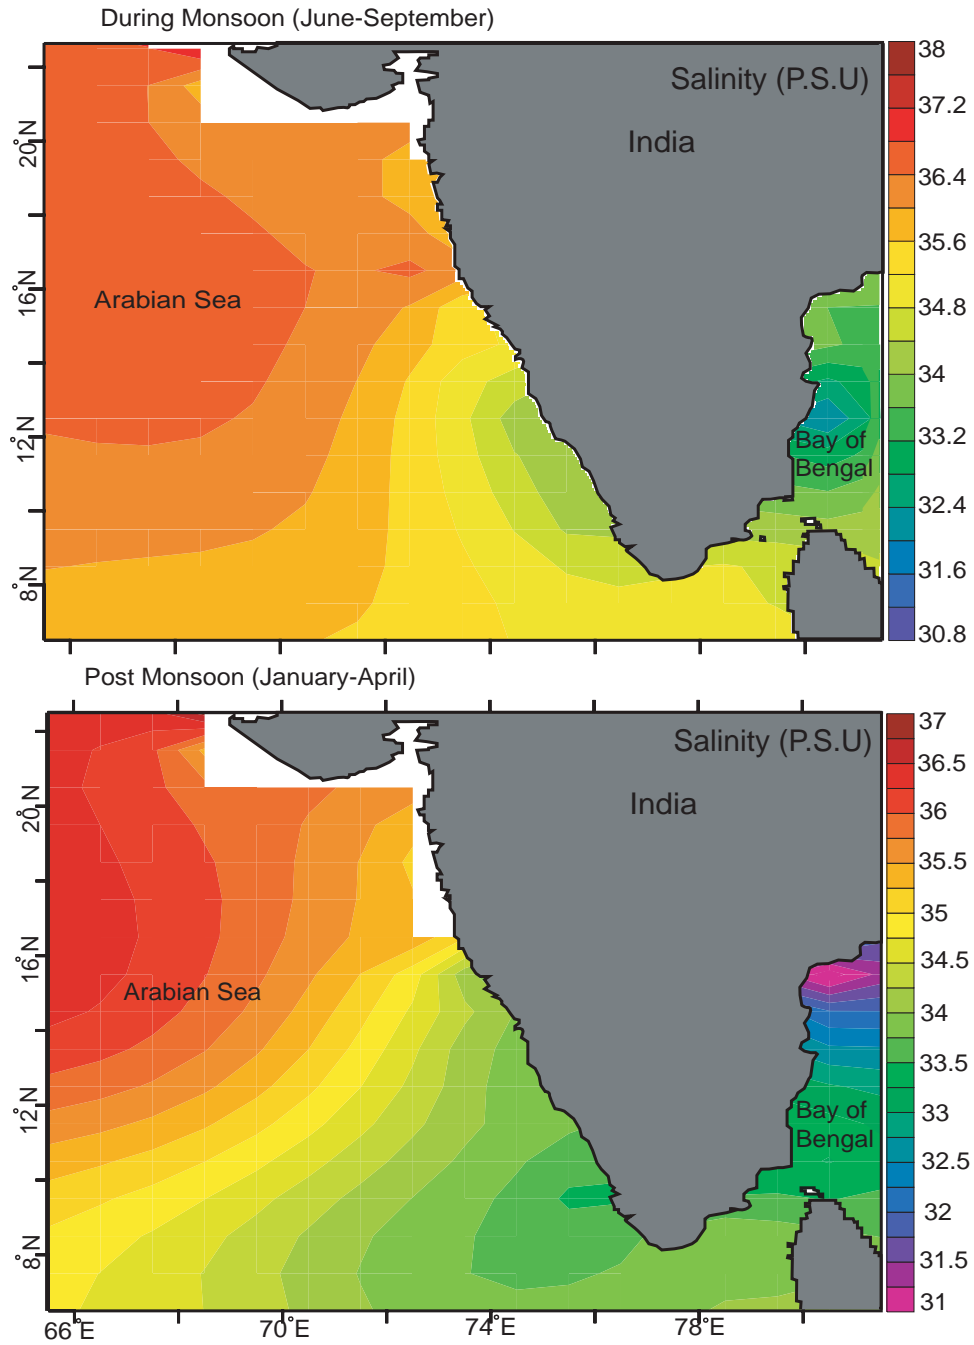 During Monsoon (June-September)
Salinity (P.S.U)
India
Arabian Sea
Bay of
Bengal
20°N
16°N
12°N
8°N
38
37.2
36.4
35.6
34.8
34
33.2
32.4
31.6
30.8
Post Monsoon (January-April)
Salinity (P.S.U)
India
Arabian Sea
Bay of
Bengal
20°N
16°N
12°N
8°N
37
36.5
36
35.5
35
34.5
34
33.5
33
32.5
32
31.5
31
66°E
70°E
74°E
78°E